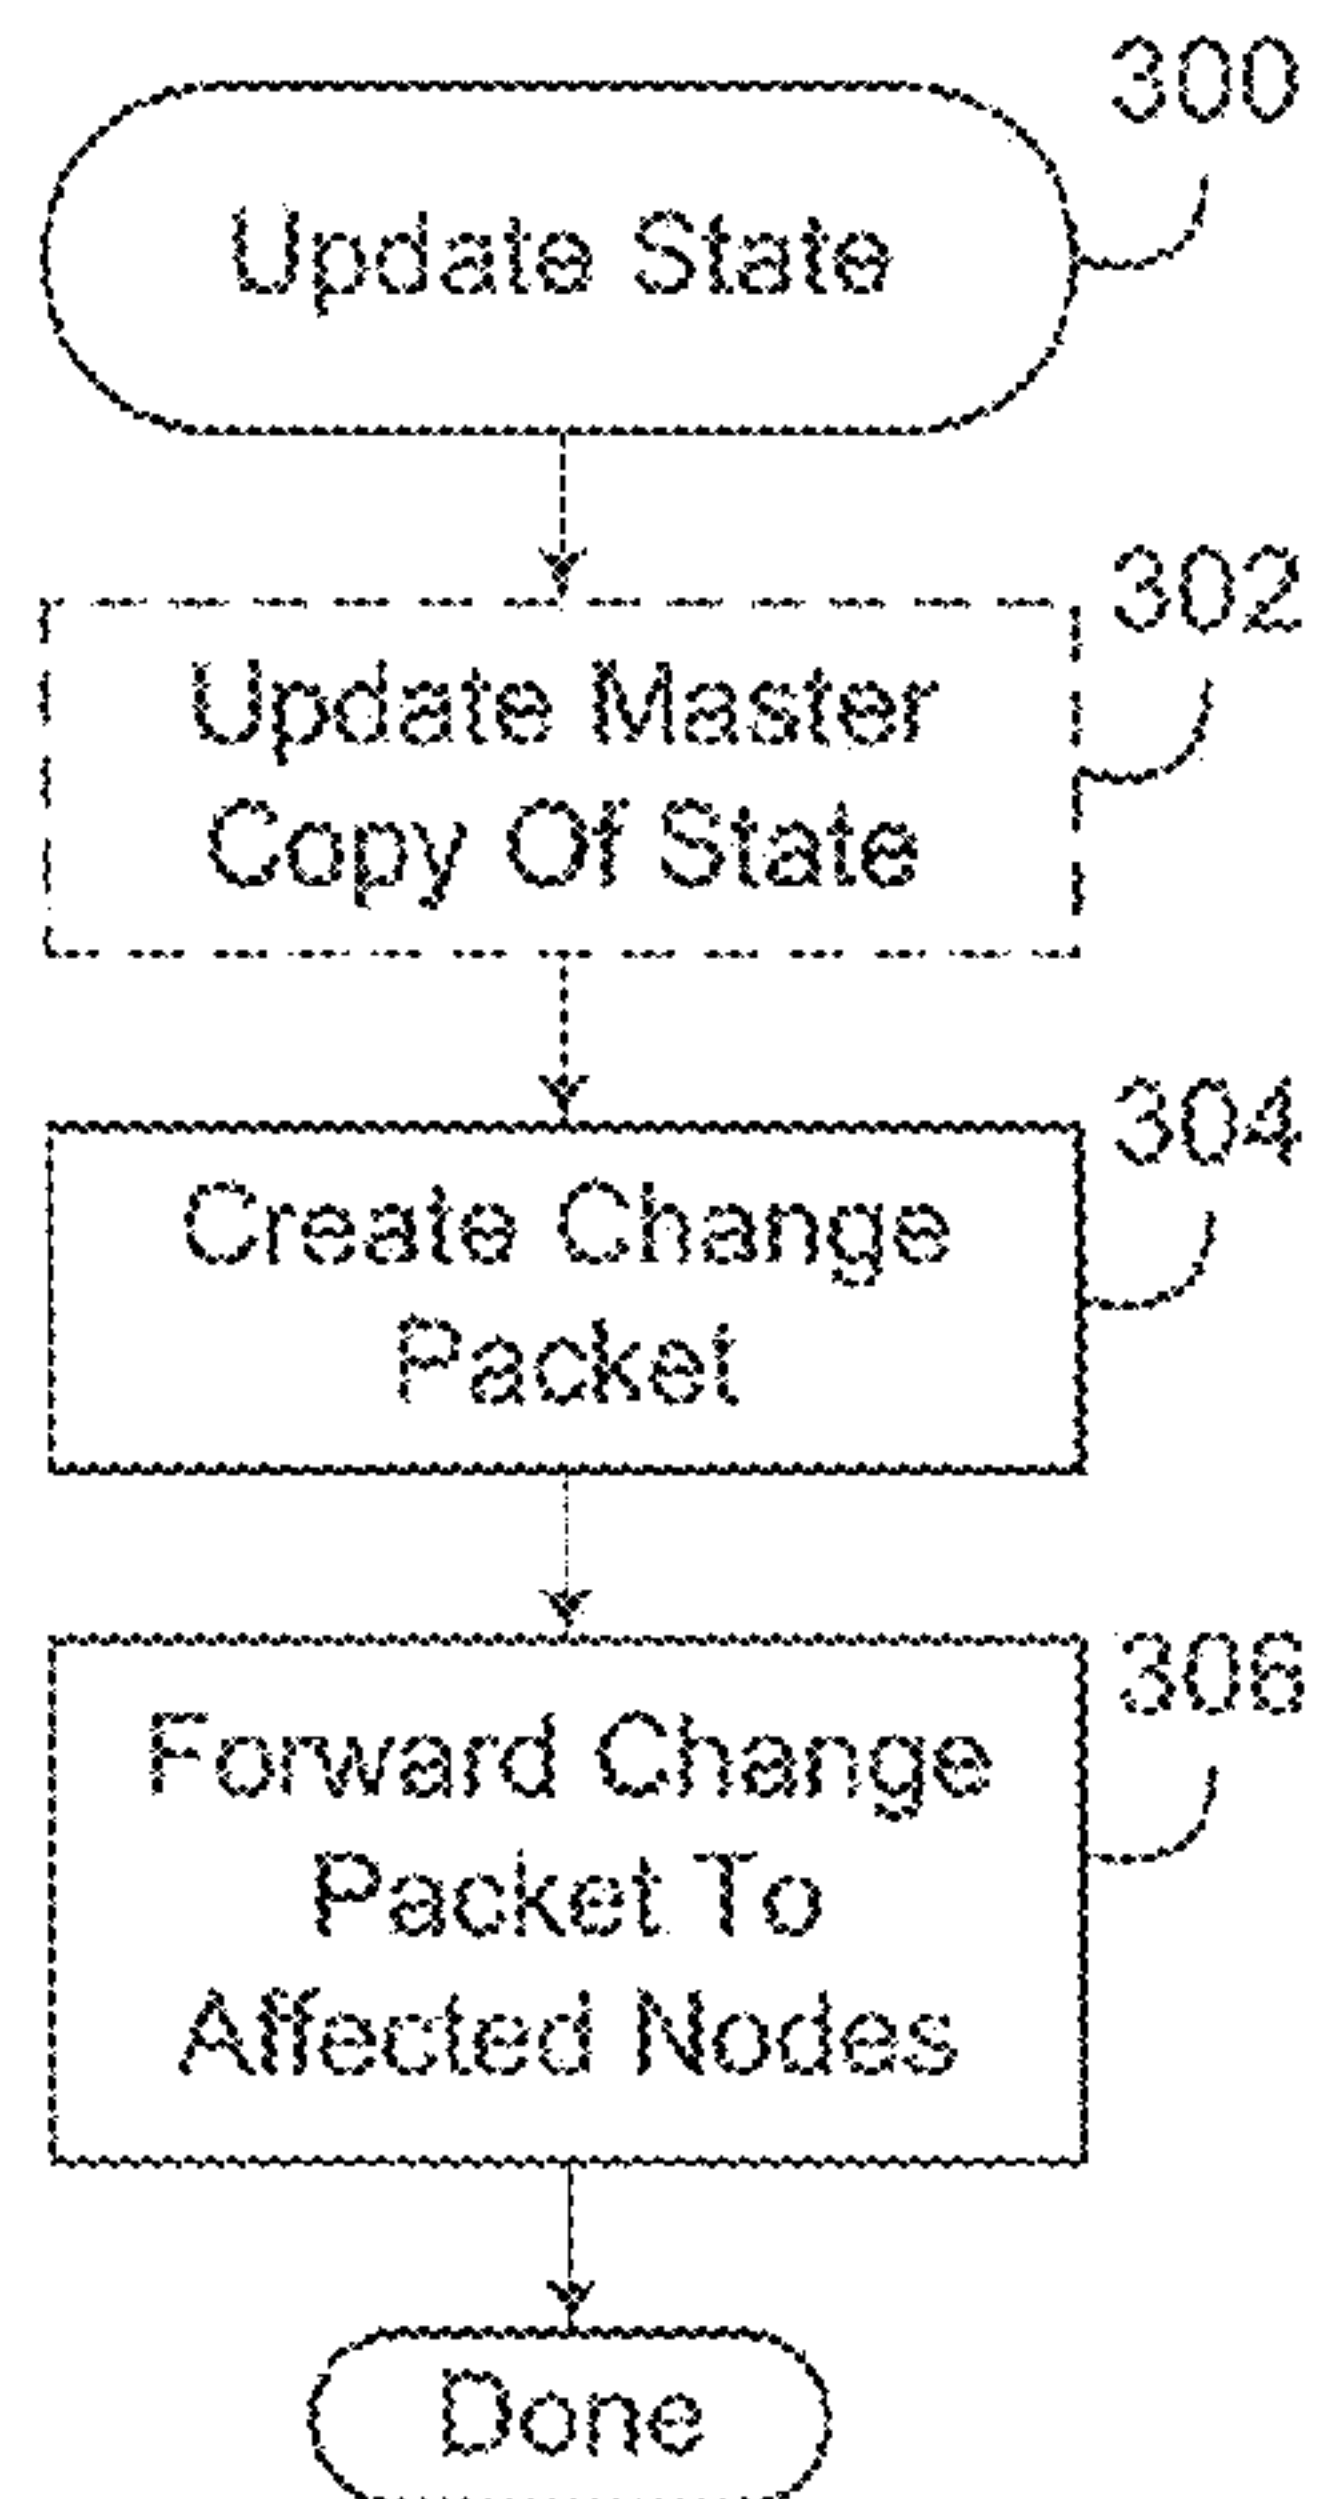 300
Update State
302
Update Master
Copy Of State
304
Create Change
Packet
306
Forward Change
Packet To
Affected Nodes
Done